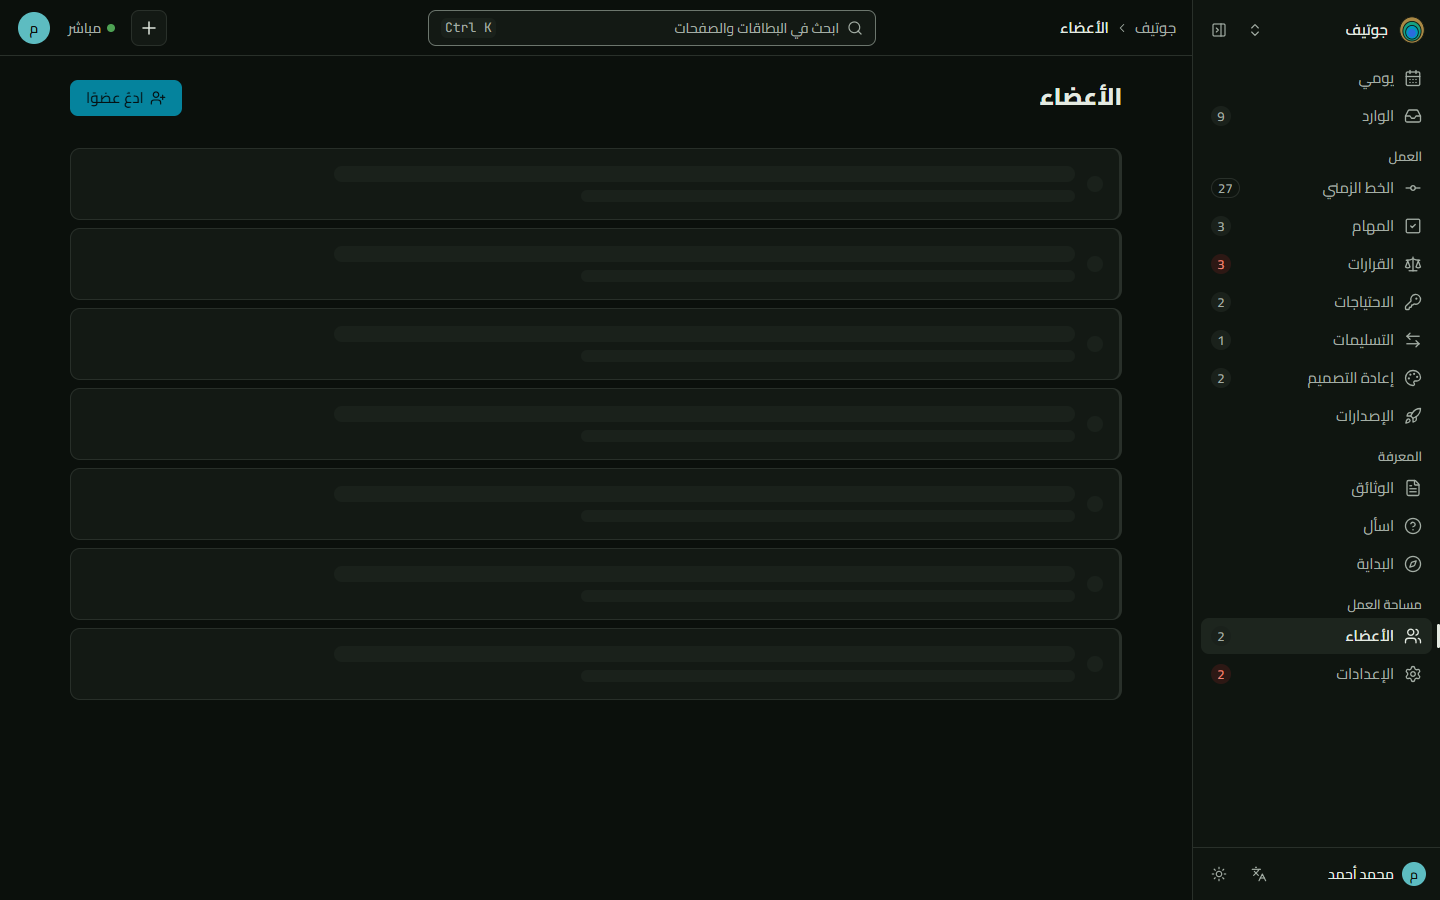 جوتيف
يومي
الوارد 9
العمل
الخط الزمني 27
المهام 3
القرارات 3
الاحتياجات 2
التسليمات 1
إعادة التصميم 2
الإصدارات
المعرفة
الوثائق
اسأل
البداية
مساحة العمل
الأعضاء 2
الإعدادات 2
م محمد أحمد
جوتيف الأعضاء
ابحث في البطاقات والصفحات Ctrl K
مباشر م
الأعضاء
ادعُ عضوًا